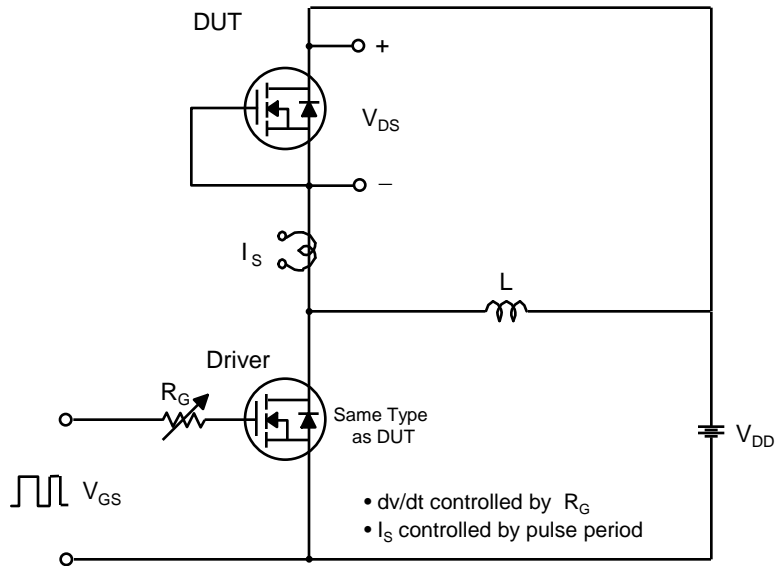 DUT
+
V_DS
−
I_S
L
Driver
R_G
Same Type
as DUT
V_DD
V_GS
• dv/dt controlled by R_G
• I_S controlled by pulse period